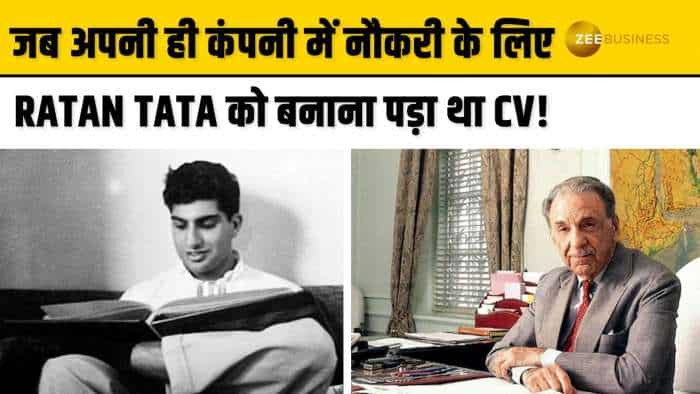 जब अपनी ही कंपनी में नौकरी के लिए
ZEEBUSINESS
RATAN TATA को बनाना पड़ा था CV!